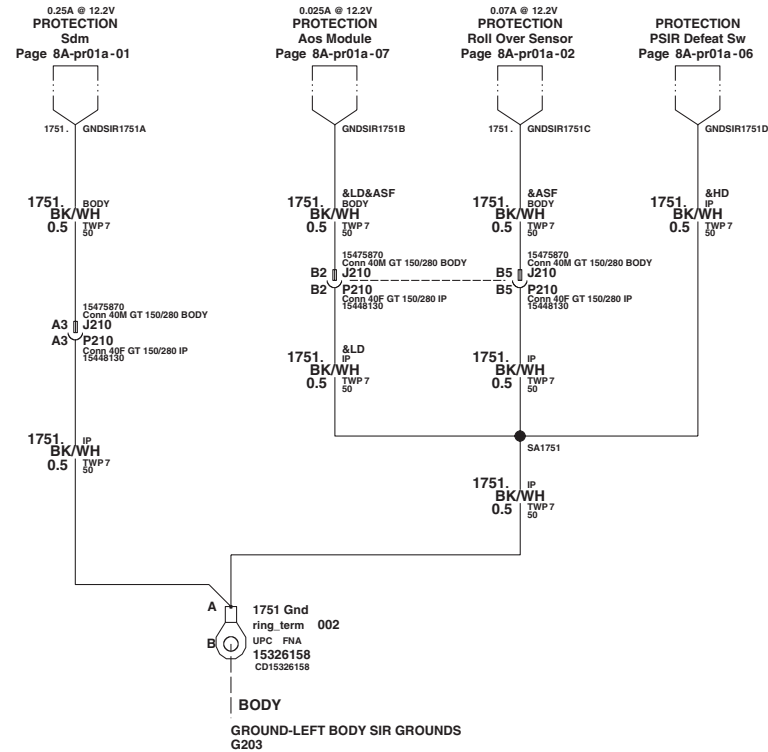 0.25A @ 12.2V
PROTECTION
Sdm
Page 8A-pr01a-01
0.025A @ 12.2V
PROTECTION
Aos Module
Page 8A-pr01a-07
0.07A @ 12.2V
PROTECTION
Roll Over Sensor
Page 8A-pr01a-02
PROTECTION
PSIR Defeat Sw
Page 8A-pr01a-06
1751. GNDSIR1751A
GNDSIR1751B
1751. GNDSIR1751C
GNDSIR1751D
1751. BODY
BK/WH
0.5 TWP 7
50
&LD&ASF
1751. BODY
BK/WH
0.5 TWP 7
50
&ASF
1751. BODY
BK/WH
0.5 TWP 7
50
&HD
1751. IP
BK/WH
0.5 TWP 7
50
15475870
Conn 40M GT 150/280 BODY
B2 J210
B2 P210
Conn 40F GT 150/280 IP
15448130
15475870
Conn 40M GT 150/280 BODY
B5 J210
B5 P210
Conn 40F GT 150/280 IP
15448130
15475870
Conn 40M GT 150/280 BODY
A3 J210
A3 P210
Conn 40F GT 150/280 IP
15448130
&LD
1751. IP
BK/WH
0.5 TWP 7
50
1751. IP
BK/WH
0.5 TWP 7
50
1751. IP
BK/WH
0.5 TWP 7
50
SA1751
1751. IP
BK/WH
0.5 TWP 7
50
A
1751 Gnd
ring_term 002
B
UPC FNA
15326158
CD15326158
BODY
GROUND-LEFT BODY SIR GROUNDS
G203